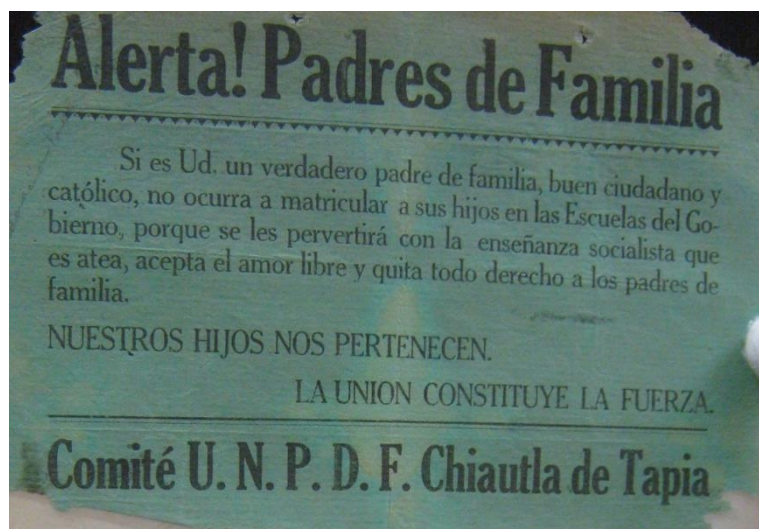 Alerta! Padres de Familia
Si es Ud. un verdadero padre de familia, buen ciudadano y
católico, no ocurra a matricular a sus hijos en las Escuelas del Go-
bierno, porque se les pervertirá con la enseñanza socialista que
es atea, acepta el amor libre y quita todo derecho a los padres de
familia.
NUESTROS HIJOS NOS PERTENECEN.
LA UNION CONSTITUYE LA FUERZA.
Comité U. N. P. D. F. Chiautla de Tapia